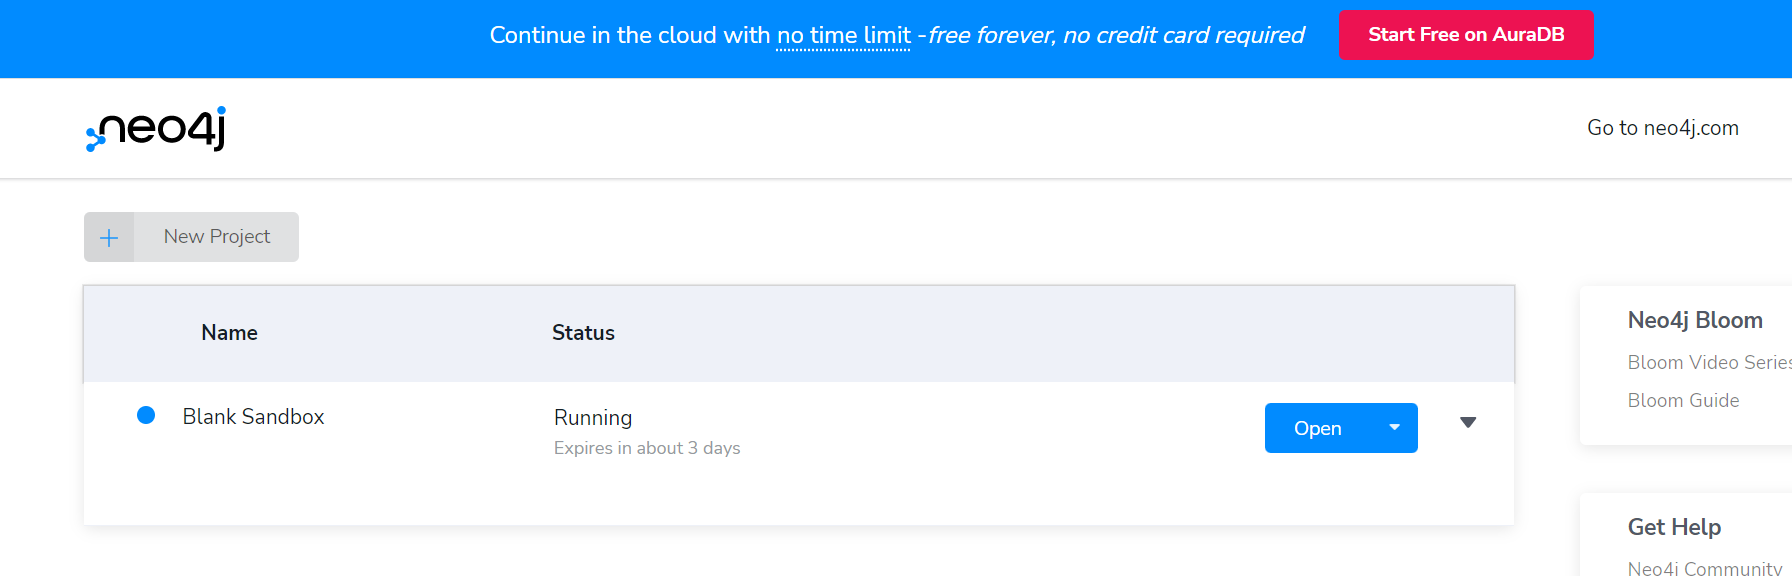 Continue in the cloud with no time limit -free forever, no credit card required
Start Free on AuraDB
neo4j
Go to neo4j.com
+ New Project
Name
Status
Blank Sandbox
Running
Expires in about 3 days
Open
Neo4j Bloom
Bloom Video Series
Bloom Guide
Get Help
Neo4j Community